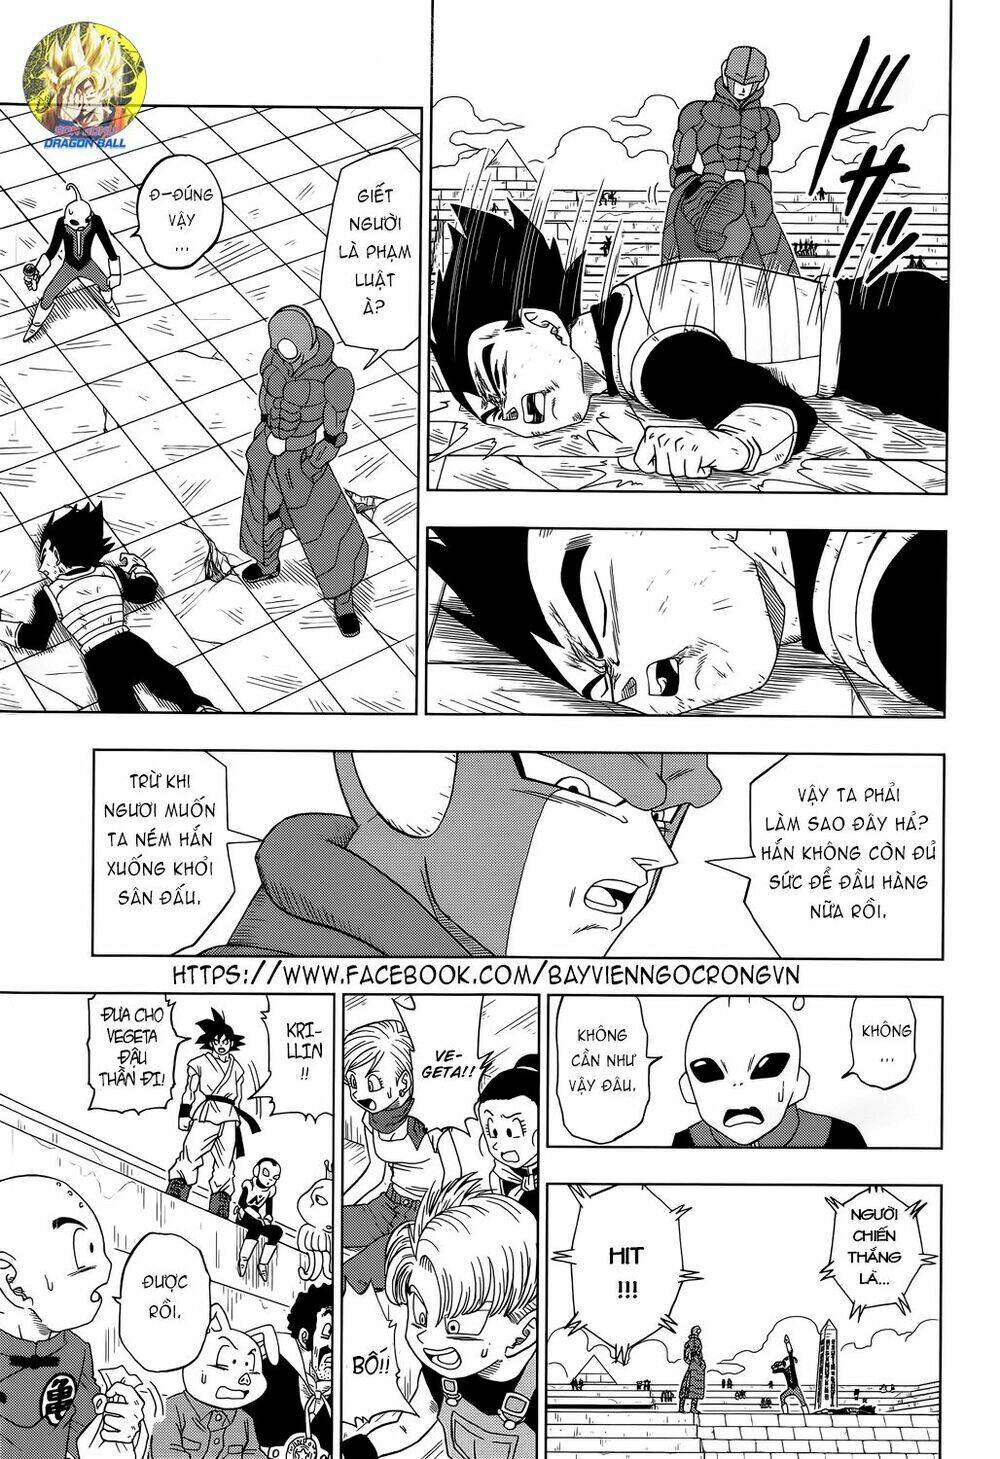 GIẾT
NGƯỜI
LÀ PHẠM
LUẬT
À?
Đ-ĐÚNG
VẬY
...
DRAGON BALL
VẬY TA PHẢI
LÀM SAO ĐÂY HẢ?
HẮN KHÔNG CÒN ĐỦ
SỨC ĐỂ ĐẦU HÀNG
NỮA RỒI.
TRỪ KHI
NGƯƠI MUỐN
TA NÉM HẮN
XUỐNG KHỎI
SÂN ĐẤU.
HTTPS://WWW.FACEBOOK.COM/BAYVIENNGOCRONGVN
KHÔNG
...
KHÔNG
CẦN NHƯ
VẬY ĐÂU.
NGƯỜI
CHIẾN
THẮNG
LÀ...
HIT
!!!
VE-
GETA!!
BỐ!!
KRI-
LLIN
!!
ĐƯA CHO
VEGETA
ĐẬU
THẦN ĐI!
ĐƯỢC
RỒI.
亀